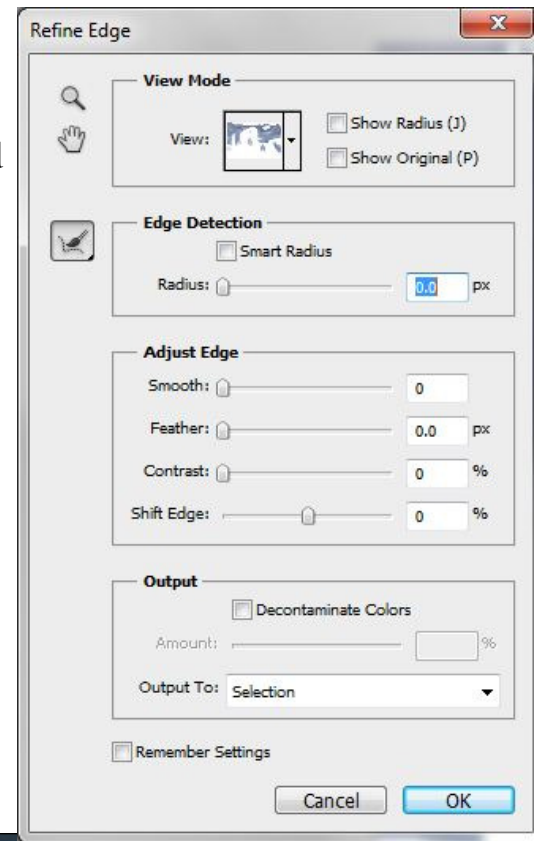 Refine Edge
View Mode
View:
Show Radius (J)
Show Original (P)
Edge Detection
Smart Radius
Radius: 0.0 px
Adjust Edge
Smooth: 0
Feather: 0.0 px
Contrast: 0 %
Shift Edge: 0 %
Output
Decontaminate Colors
Amount: %
Output To: Selection
Remember Settings
Cancel OK